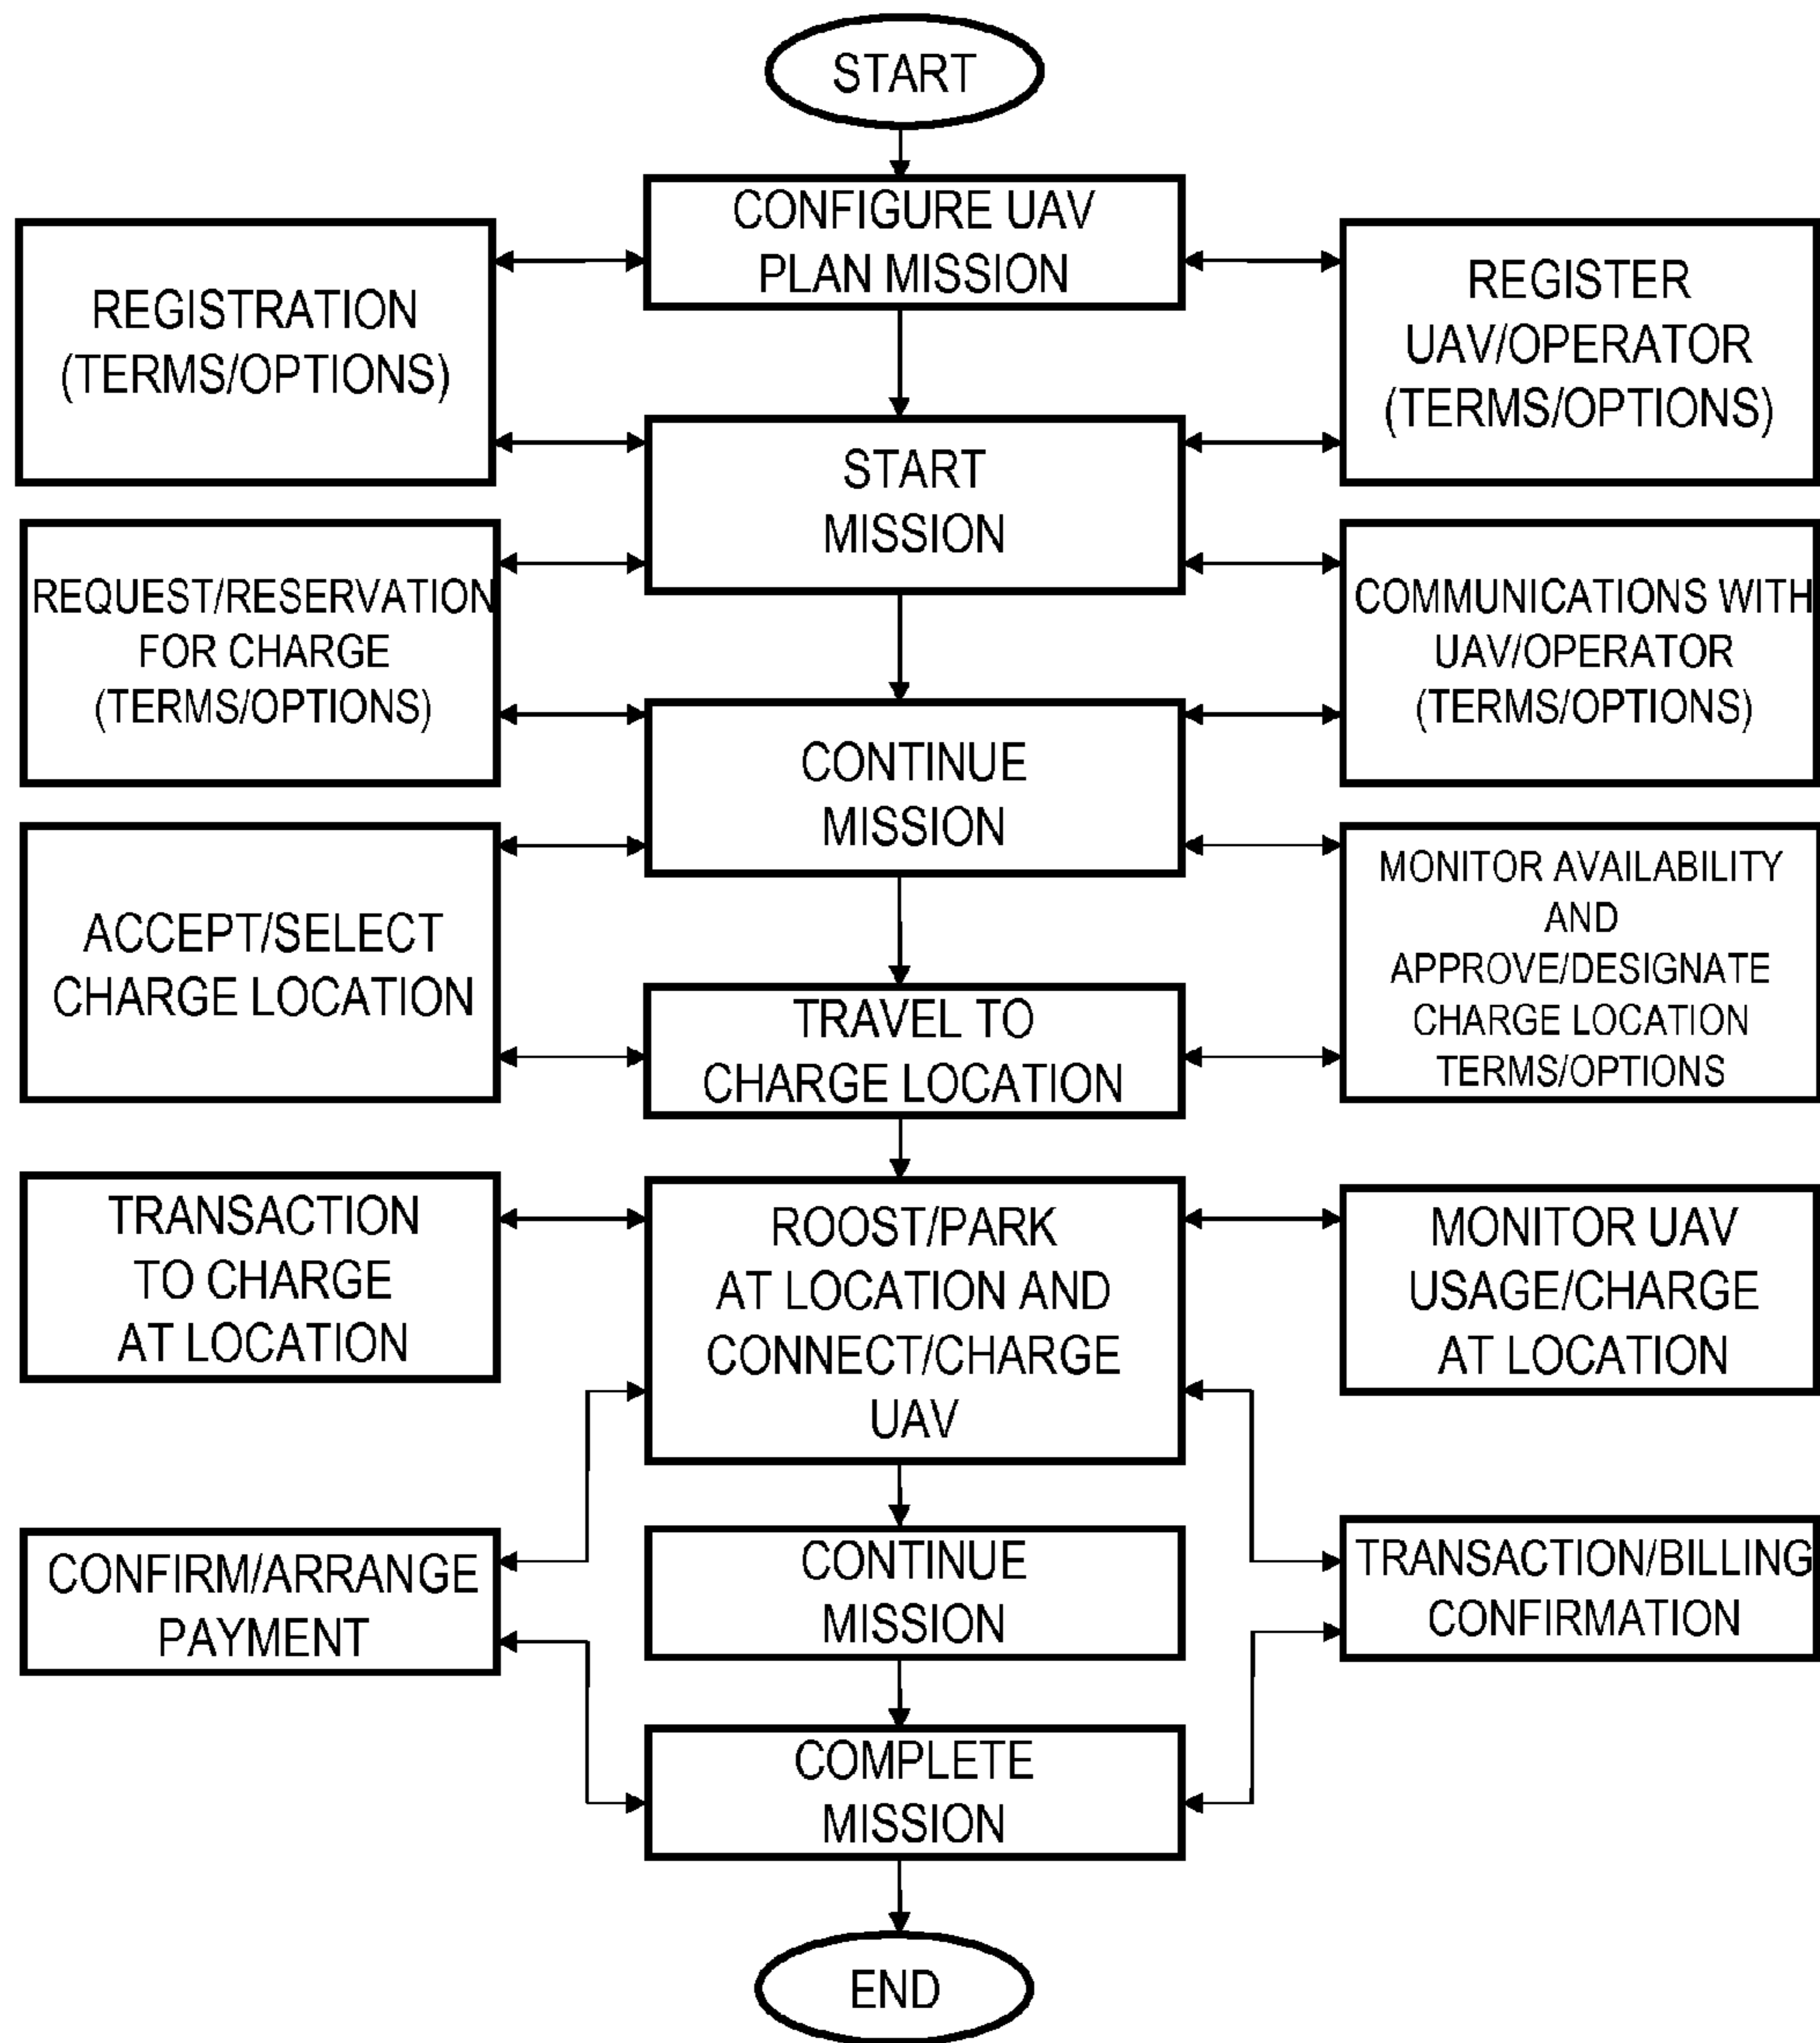 START
CONFIGURE UAV
PLAN MISSION
REGISTRATION
(TERMS/OPTIONS)
REGISTER
UAV/OPERATOR
(TERMS/OPTIONS)
START
MISSION
REQUEST/RESERVATION
FOR CHARGE
(TERMS/OPTIONS)
COMMUNICATIONS WITH
UAV/OPERATOR
(TERMS/OPTIONS)
CONTINUE
MISSION
ACCEPT/SELECT
CHARGE LOCATION
MONITOR AVAILABILITY
AND
APPROVE/DESIGNATE
CHARGE LOCATION
TERMS/OPTIONS
TRAVEL TO
CHARGE LOCATION
TRANSACTION
TO CHARGE
AT LOCATION
ROOST/PARK
AT LOCATION AND
CONNECT/CHARGE
UAV
MONITOR UAV
USAGE/CHARGE
AT LOCATION
CONFIRM/ARRANGE
PAYMENT
CONTINUE
MISSION
TRANSACTION/BILLING
CONFIRMATION
COMPLETE
MISSION
END